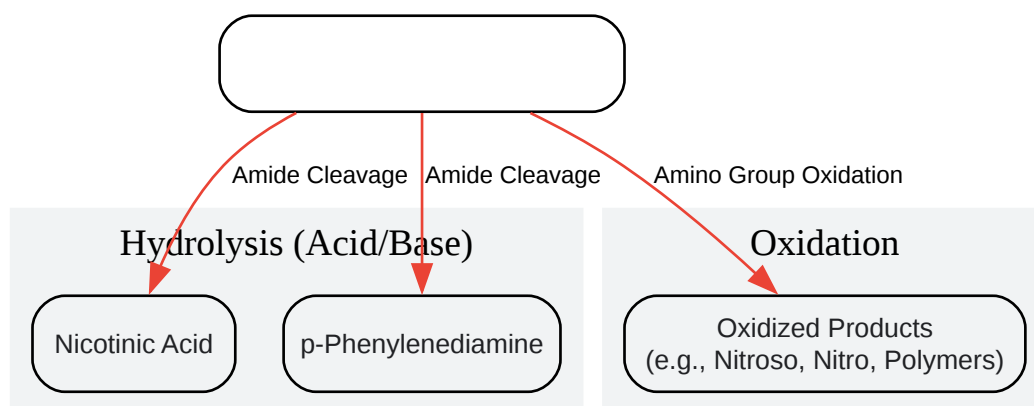 Amide Cleavage
Amide Cleavage
Amino Group Oxidation
Hydrolysis (Acid/Base)
Oxidation
Nicotinic Acid
p-Phenylenediamine
Oxidized Products
(e.g., Nitroso, Nitro, Polymers)